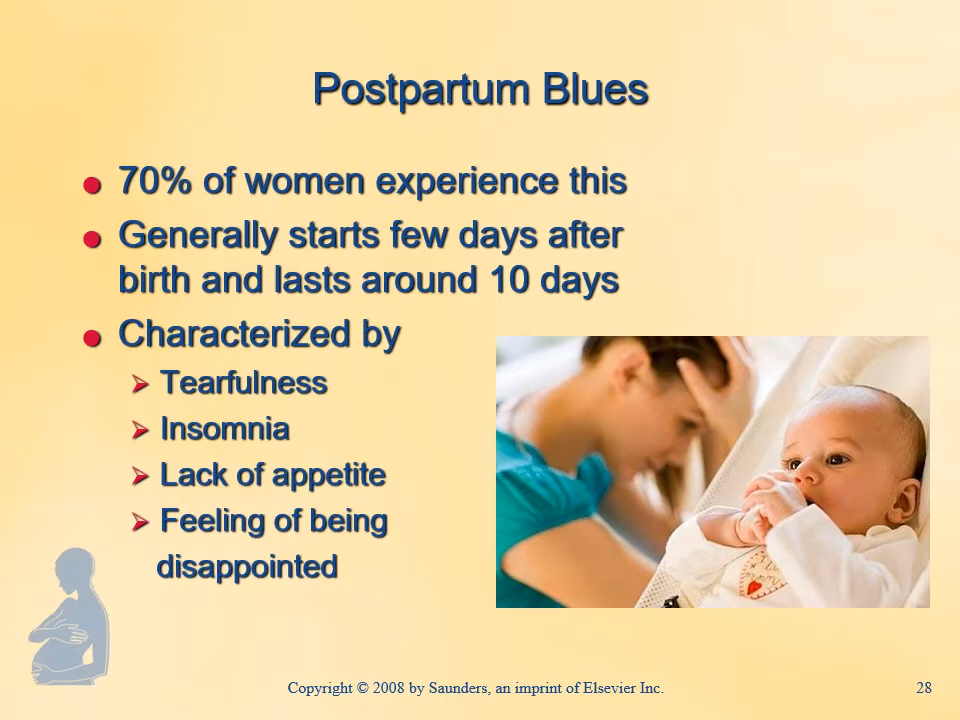 Postpartum Blues
70% of women experience this
Generally starts few days after
birth and lasts around 10 days
Characterized by
Tearfulness
Insomnia
Lack of appetite
Feeling of being
disappointed
Copyright © 2008 by Saunders, an imprint of Elsevier Inc.
28